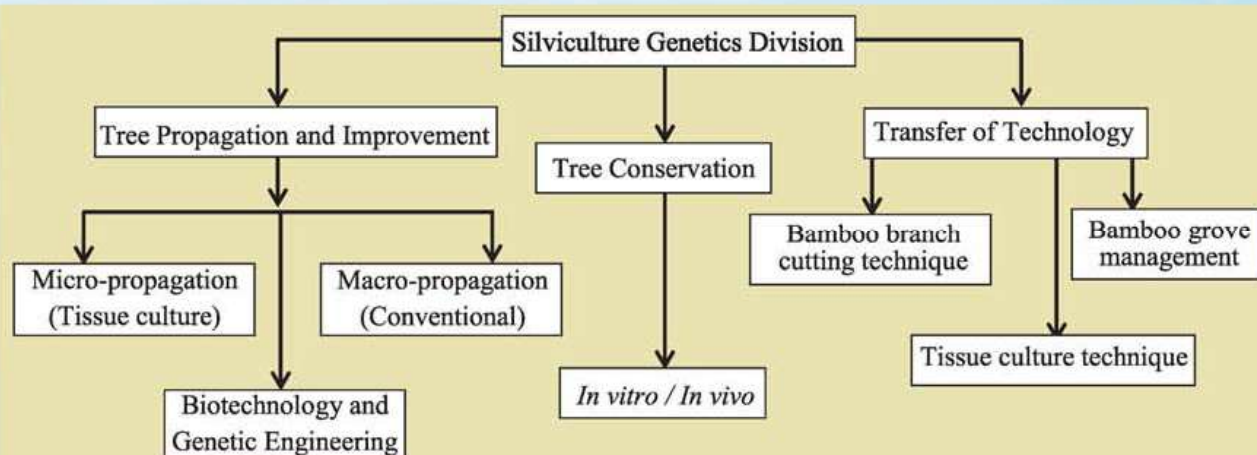 Silviculture Genetics Division
Tree Propagation and Improvement
Tree Conservation
Transfer of Technology
Micro-propagation
(Tissue culture)
Macro-propagation
(Conventional)
Biotechnology and
Genetic Engineering
In vitro / In vivo
Bamboo branch
cutting technique
Bamboo grove
management
Tissue culture technique